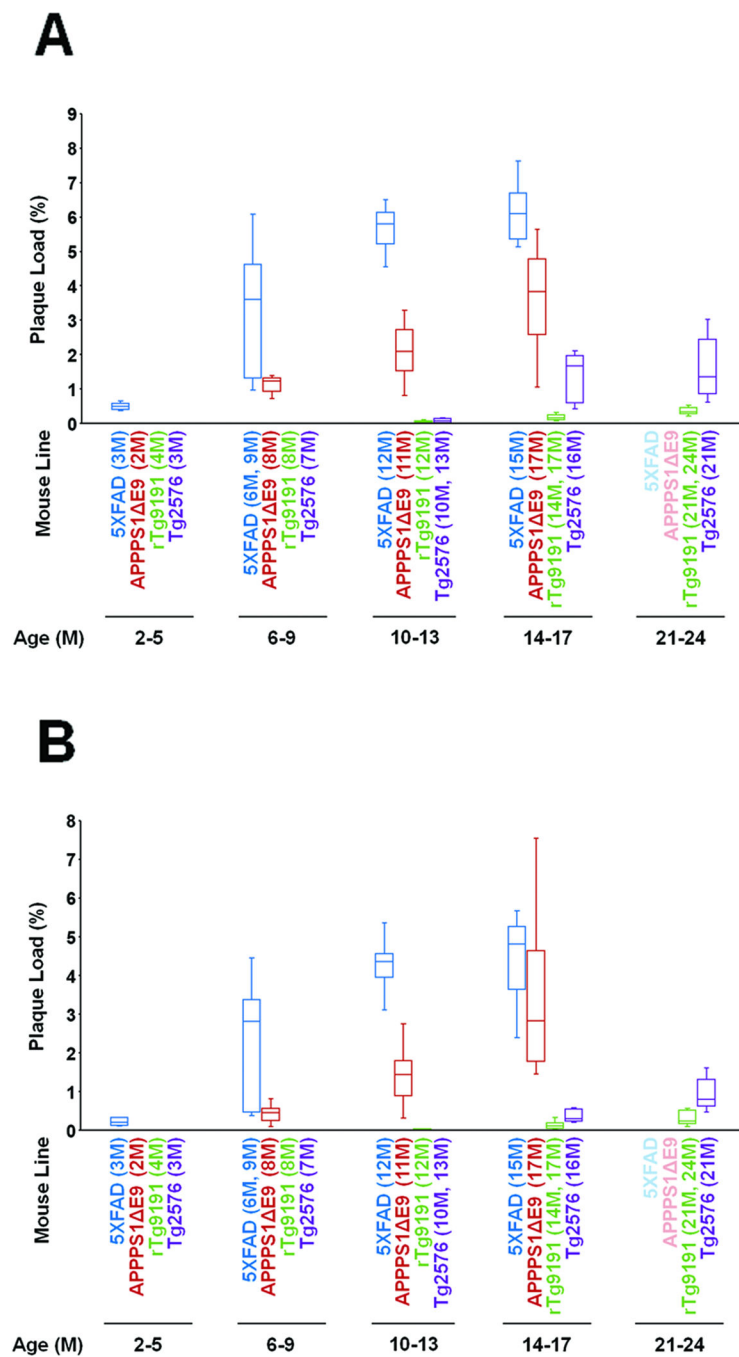 A
Plaque Load (%)
9
8
7
6
5
4
3
2
1
0
Mouse Line
5XFAD (3M)
APPPS1ΔE9 (2M)
rTg9191 (4M)
Tg2576 (3M)
5XFAD (6M, 9M)
APPPS1ΔE9 (8M)
rTg9191 (8M)
Tg2576 (7M)
5XFAD (12M)
APPPS1ΔE9 (11M)
rTg9191 (12M)
Tg2576 (10M, 13M)
5XFAD (15M)
APPPS1ΔE9 (17M)
rTg9191 (14M, 17M)
Tg2576 (16M)
5XFAD
APPPS1ΔE9
rTg9191 (21M, 24M)
Tg2576 (21M)
Age (M) 2-5 6-9 10-13 14-17 21-24
B
Plaque Load (%)
8
7
6
5
4
3
2
1
0
Mouse Line
5XFAD (3M)
APPPS1ΔE9 (2M)
rTg9191 (4M)
Tg2576 (3M)
5XFAD (6M, 9M)
APPPS1ΔE9 (8M)
rTg9191 (8M)
Tg2576 (7M)
5XFAD (12M)
APPPS1ΔE9 (11M)
rTg9191 (12M)
Tg2576 (10M, 13M)
5XFAD (15M)
APPPS1ΔE9 (17M)
rTg9191 (14M, 17M)
Tg2576 (16M)
5XFAD
APPPS1ΔE9
rTg9191 (21M, 24M)
Tg2576 (21M)
Age (M) 2-5 6-9 10-13 14-17 21-24